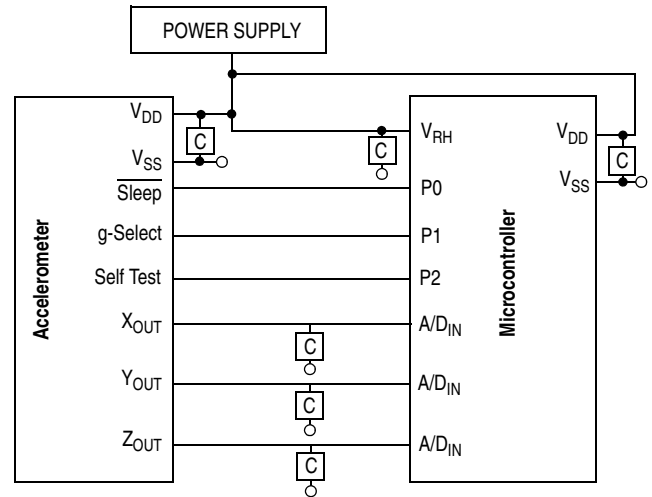 POWER SUPPLY
Accelerometer
V_DD
C
V_SS
Sleep
g-Select
Self Test
X_OUT
Y_OUT
Z_OUT
C
C
C
C
V_RH
P0
P1
P2
A/D_IN
A/D_IN
A/D_IN
Microcontroller
V_DD
C
V_SS